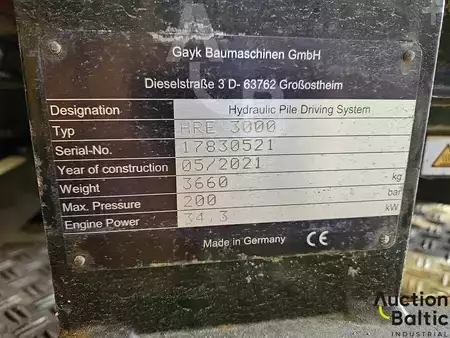 Gayk Baumaschinen GmbH
Dieselstraße 3 D- 63762 Großostheim
Designation Hydraulic Pile Driving System
Typ HRE 3000
Serial-No. 17830521
Year of construction 05/2021
Weight 3660 kg
Max. Pressure 200 bar
Engine Power 34,3 kW
Made in Germany CE
Auction
Baltic
INDUSTRIAL